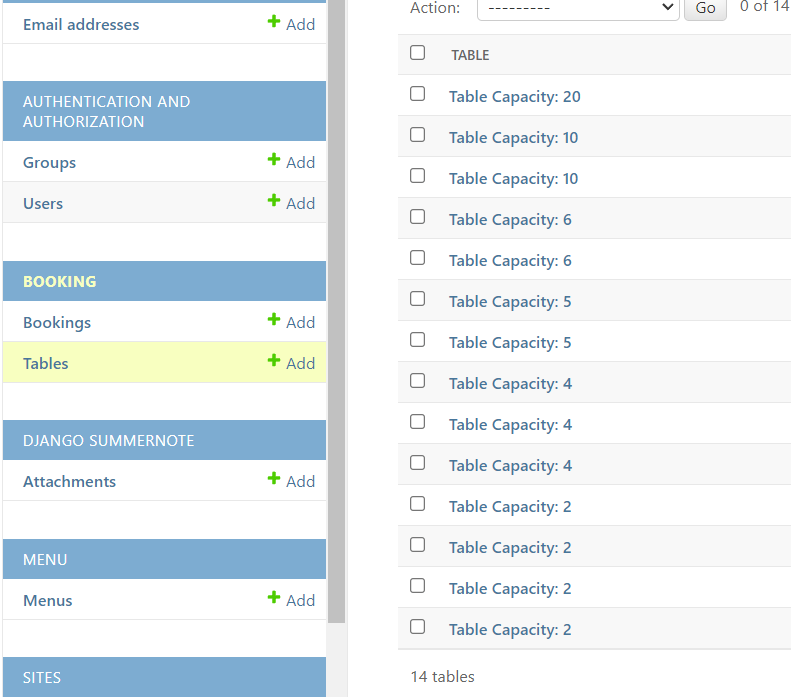 Email addresses
Add
AUTHENTICATION AND
AUTHORIZATION
Groups
Add
Users
Add
BOOKING
Bookings
Add
Tables
Add
DJANGO SUMMERNOTE
Attachments
Add
MENU
Menus
Add
SITES
Action:
---------
Go
0 of 14
TABLE
Table Capacity: 20
Table Capacity: 10
Table Capacity: 10
Table Capacity: 6
Table Capacity: 6
Table Capacity: 5
Table Capacity: 5
Table Capacity: 4
Table Capacity: 4
Table Capacity: 4
Table Capacity: 2
Table Capacity: 2
Table Capacity: 2
Table Capacity: 2
14 tables